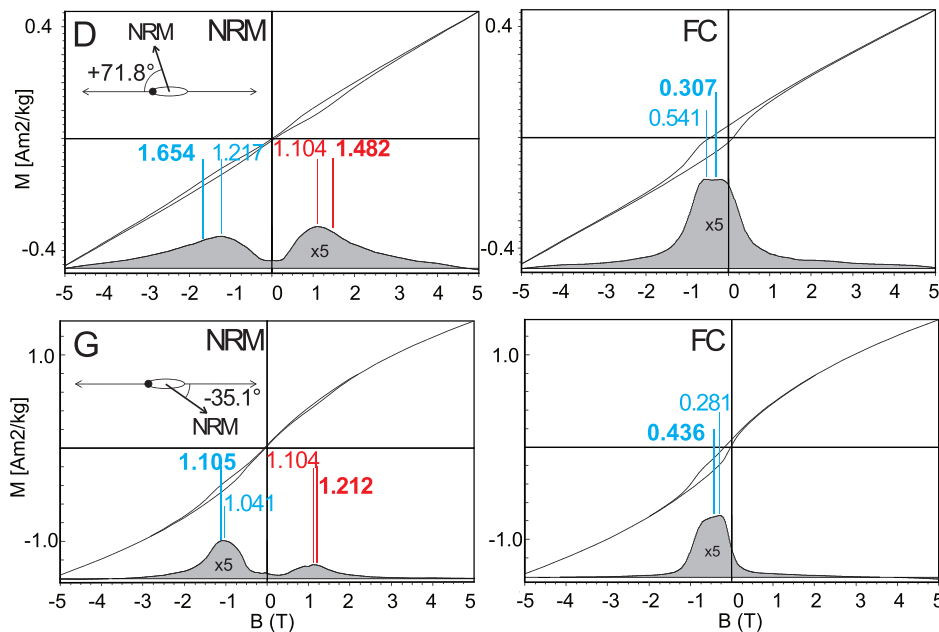 D
NRM
NRM
+71.8°
M [Am2/kg]
0.4
-0.4
1.654
1.217
1.104
1.482
x5
-5 -4 -3 -2 -1 0 1 2 3 4 5
FC
0.4
-0.4
0.307
0.541
x5
-5 -4 -3 -2 -1 0 1 2 3 4 5
G
NRM
-35.1°
NRM
M [Am2/kg]
1.0
-1.0
1.105
1.041
1.104
1.212
x5
-5 -4 -3 -2 -1 0 1 2 3 4 5
B (T)
FC
1.0
-1.0
0.281
0.436
x5
-5 -4 -3 -2 -1 0 1 2 3 4 5
B (T)